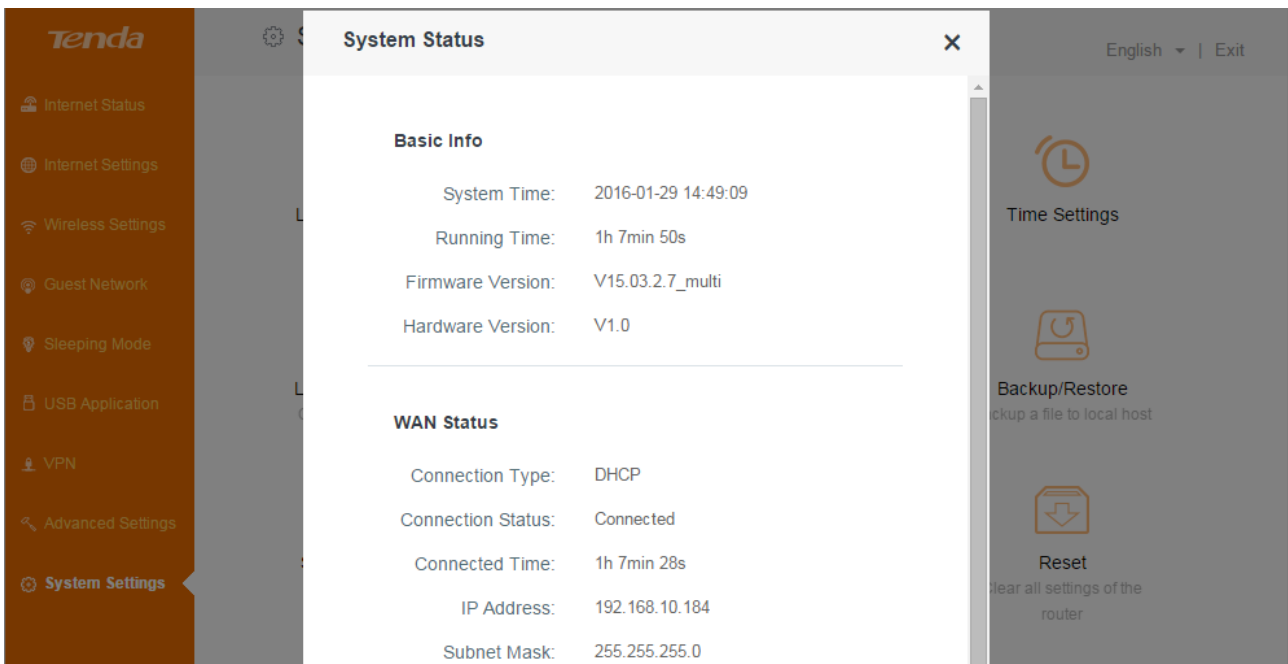 Tenda
System Status
English | Exit
Internet Status
Internet Settings
Wireless Settings
Guest Network
Sleeping Mode
USB Application
VPN
Advanced Settings
System Settings
Basic Info
System Time: 2016-01-29 14:49:09
Running Time: 1h 7min 50s
Firmware Version: V15.03.2.7_multi
Hardware Version: V1.0
WAN Status
Connection Type: DHCP
Connection Status: Connected
Connected Time: 1h 7min 28s
IP Address: 192.168.10.184
Subnet Mask: 255.255.255.0
Time Settings
Backup/Restore
a file to local host
Reset
all settings of the
router